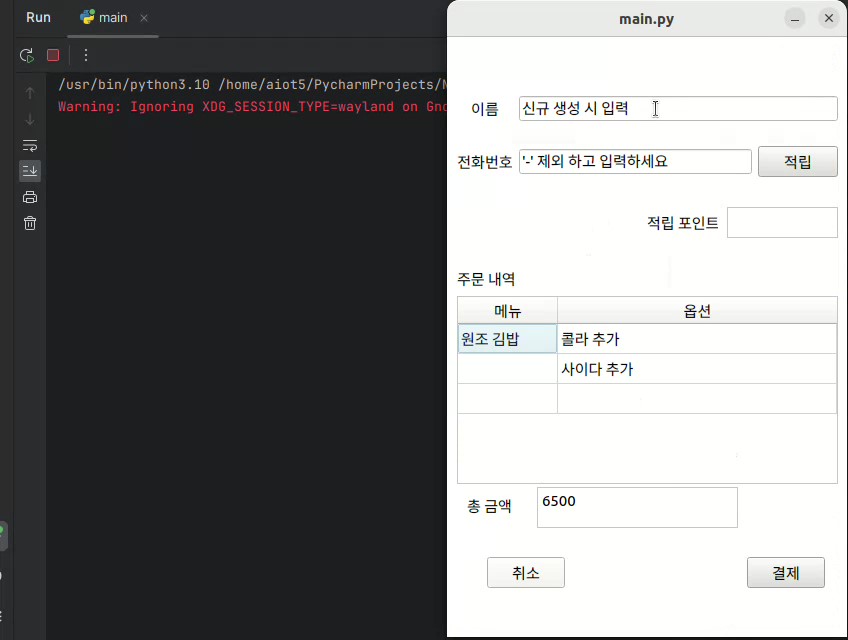 Run
main
main.py
/usr/bin/python3.10 /home/aiot5/PycharmProjects/
Warning: Ignoring XDG_SESSION_TYPE=wayland on
이름
신규 생성 시 입력
전화번호
'-' 제외 하고 입력하세요
적립
적립 포인트
주문 내역
메뉴
옵션
원조 김밥
콜라 추가
사이다 추가
총 금액
6500
취소
결제